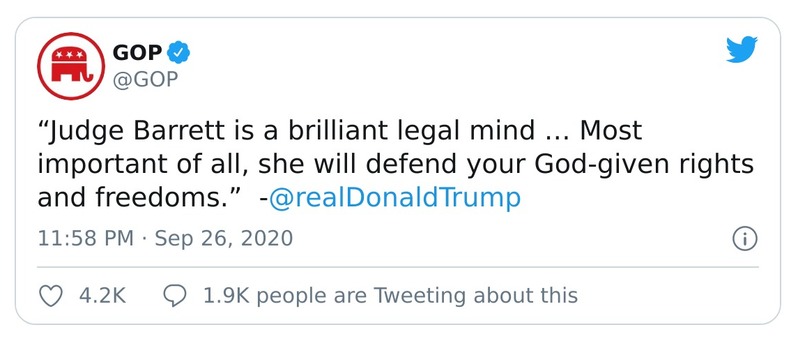 GOP
@GOP
“Judge Barrett is a brilliant legal mind … Most
important of all, she will defend your God-given rights
and freedoms.”  -@realDonaldTrump
11:58 PM · Sep 26, 2020
4.2K
1.9K people are Tweeting about this